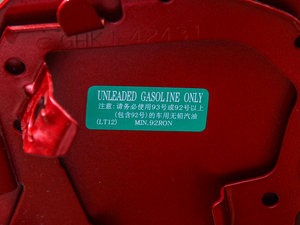 UNLEADED GASOLINE ONLY
注意:请务必使用93号或92号以上
(包含92号)的车用无铅汽油
(LT12) MIN.92RON